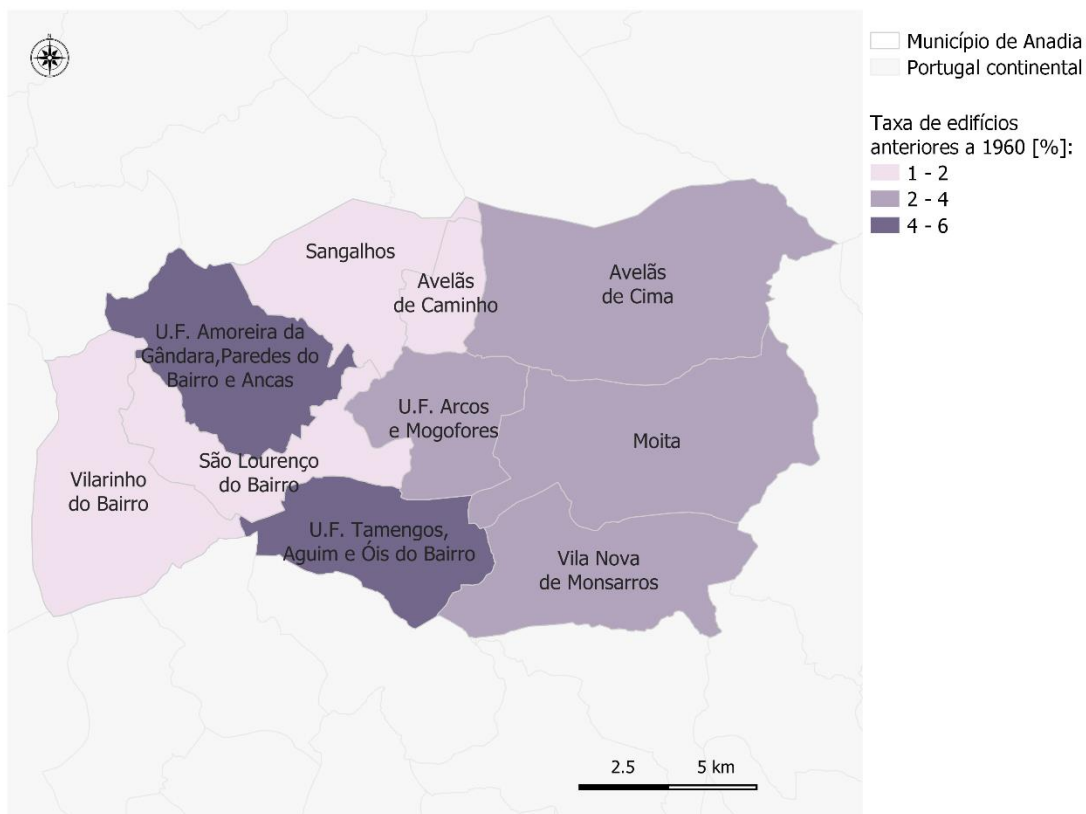 Município de Anadia
Portugal continental
Taxa de edifícios
anteriores a 1960 [%]:
1 - 2
2 - 4
4 - 6
Sangalhos
Avelãs
de Caminho
Avelãs
de Cima
U.F. Amoreira da
Gândara,Paredes do
Bairro e Ancas
U.F. Arcos
e Mogofores
Moita
São Lourenço
do Bairro
Vilarinho
do Bairro
U.F. Tamengos,
Aguim e Óis do Bairro
Vila Nova
de Monsarros
2.5 5 km